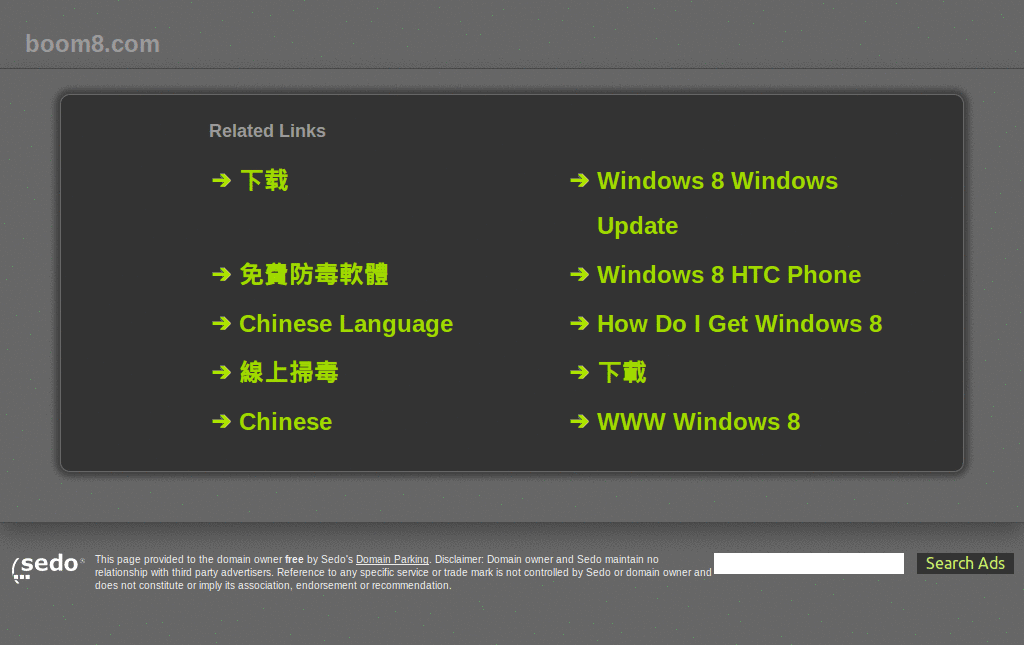 boom8.com
Related Links
➔ 下载
➔ Windows 8 Windows
Update
➔ 免費防毒軟體
➔ Windows 8 HTC Phone
➔ Chinese Language
➔ How Do I Get Windows 8
➔ 線上掃毒
➔ 下載
➔ Chinese
➔ WWW Windows 8
sedo®
This page provided to the domain owner free by Sedo's Domain Parking. Disclaimer: Domain owner and Sedo maintain no
relationship with third party advertisers. Reference to any specific service or trade mark is not controlled by Sedo or domain owner and
does not constitute or imply its association, endorsement or recommendation.
Search Ads